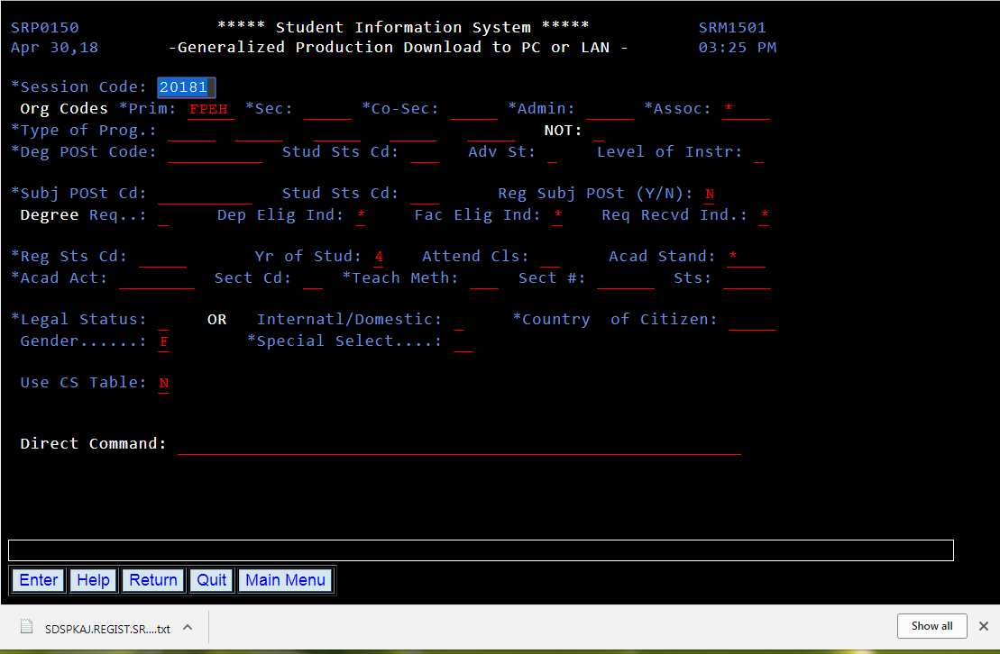 SRP0150 ***** Student Information System ***** SRM1501
Apr 30,18 -Generalized Production Download to PC or LAN - 03:25 PM
*Session Code: 20181
Org Codes *Prim: FPEH *Sec: *Co-Sec: *Admin: *Assoc: *
*Type of Prog.: NOT:
*Deg POSt Code: Stud Sts Cd: Adv St: Level of Instr:
*Subj POSt Cd: Stud Sts Cd: Reg Subj POSt (Y/N): N
Degree Req..: Dep Elig Ind: * Fac Elig Ind: * Req Recvd Ind.: *
*Reg Sts Cd: Yr of Stud: 4 Attend Cls: Acad Stand: *
*Acad Act: Sect Cd: *Teach Meth: Sect #: Sts:
*Legal Status: OR Internatl/Domestic: *Country of Citizen:
Gender......: F *Special Select....:
Use CS Table: N
Direct Command:
Enter Help Return Quit Main Menu
SDSPKAJ.REGIST.SR....txt Show all